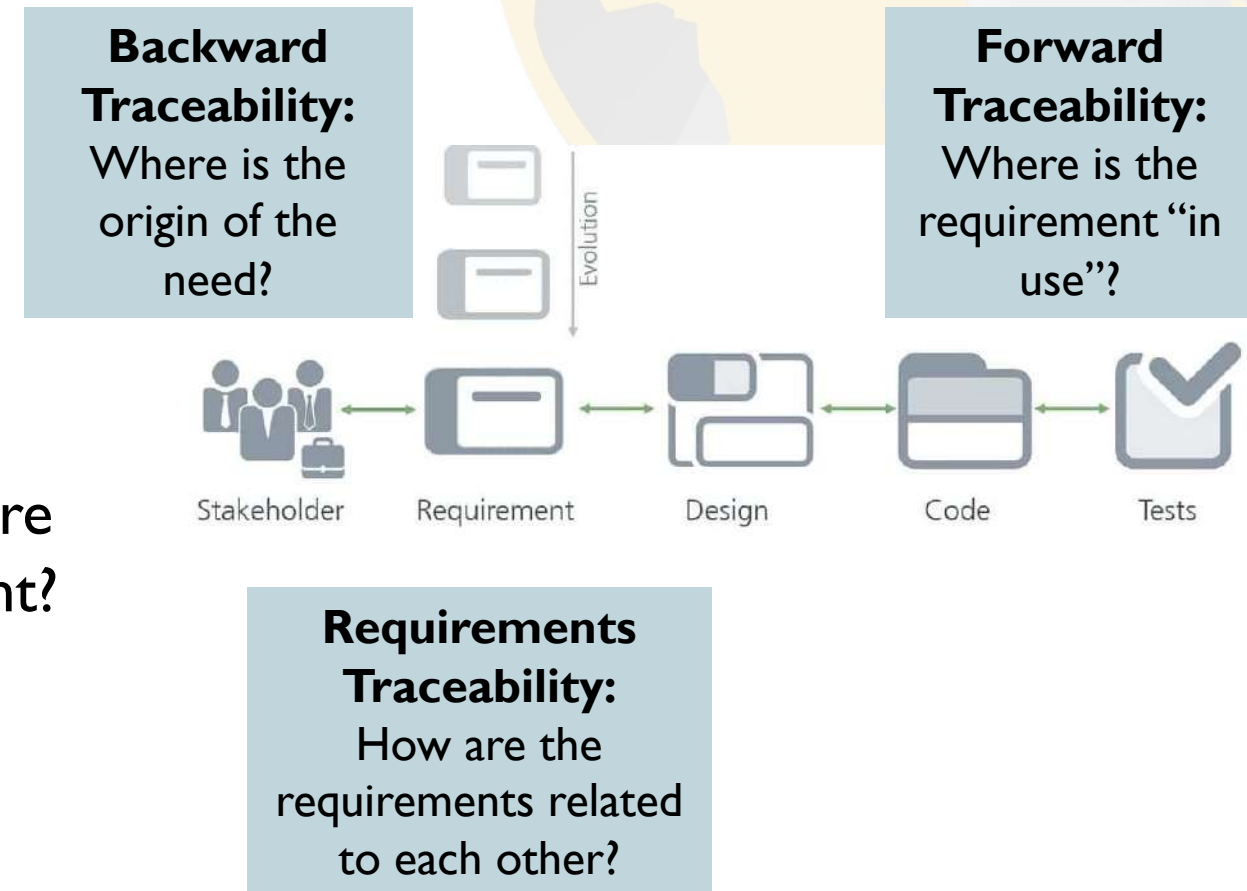 Backward
Traceability:
Where is the
origin of the
need?
Forward
Traceability:
Where is the
requirement “in
use”?
Evolution
Stakeholder
Requirement
Design
Code
Tests
re
nt?
Requirements
Traceability:
How are the
requirements related
to each other?